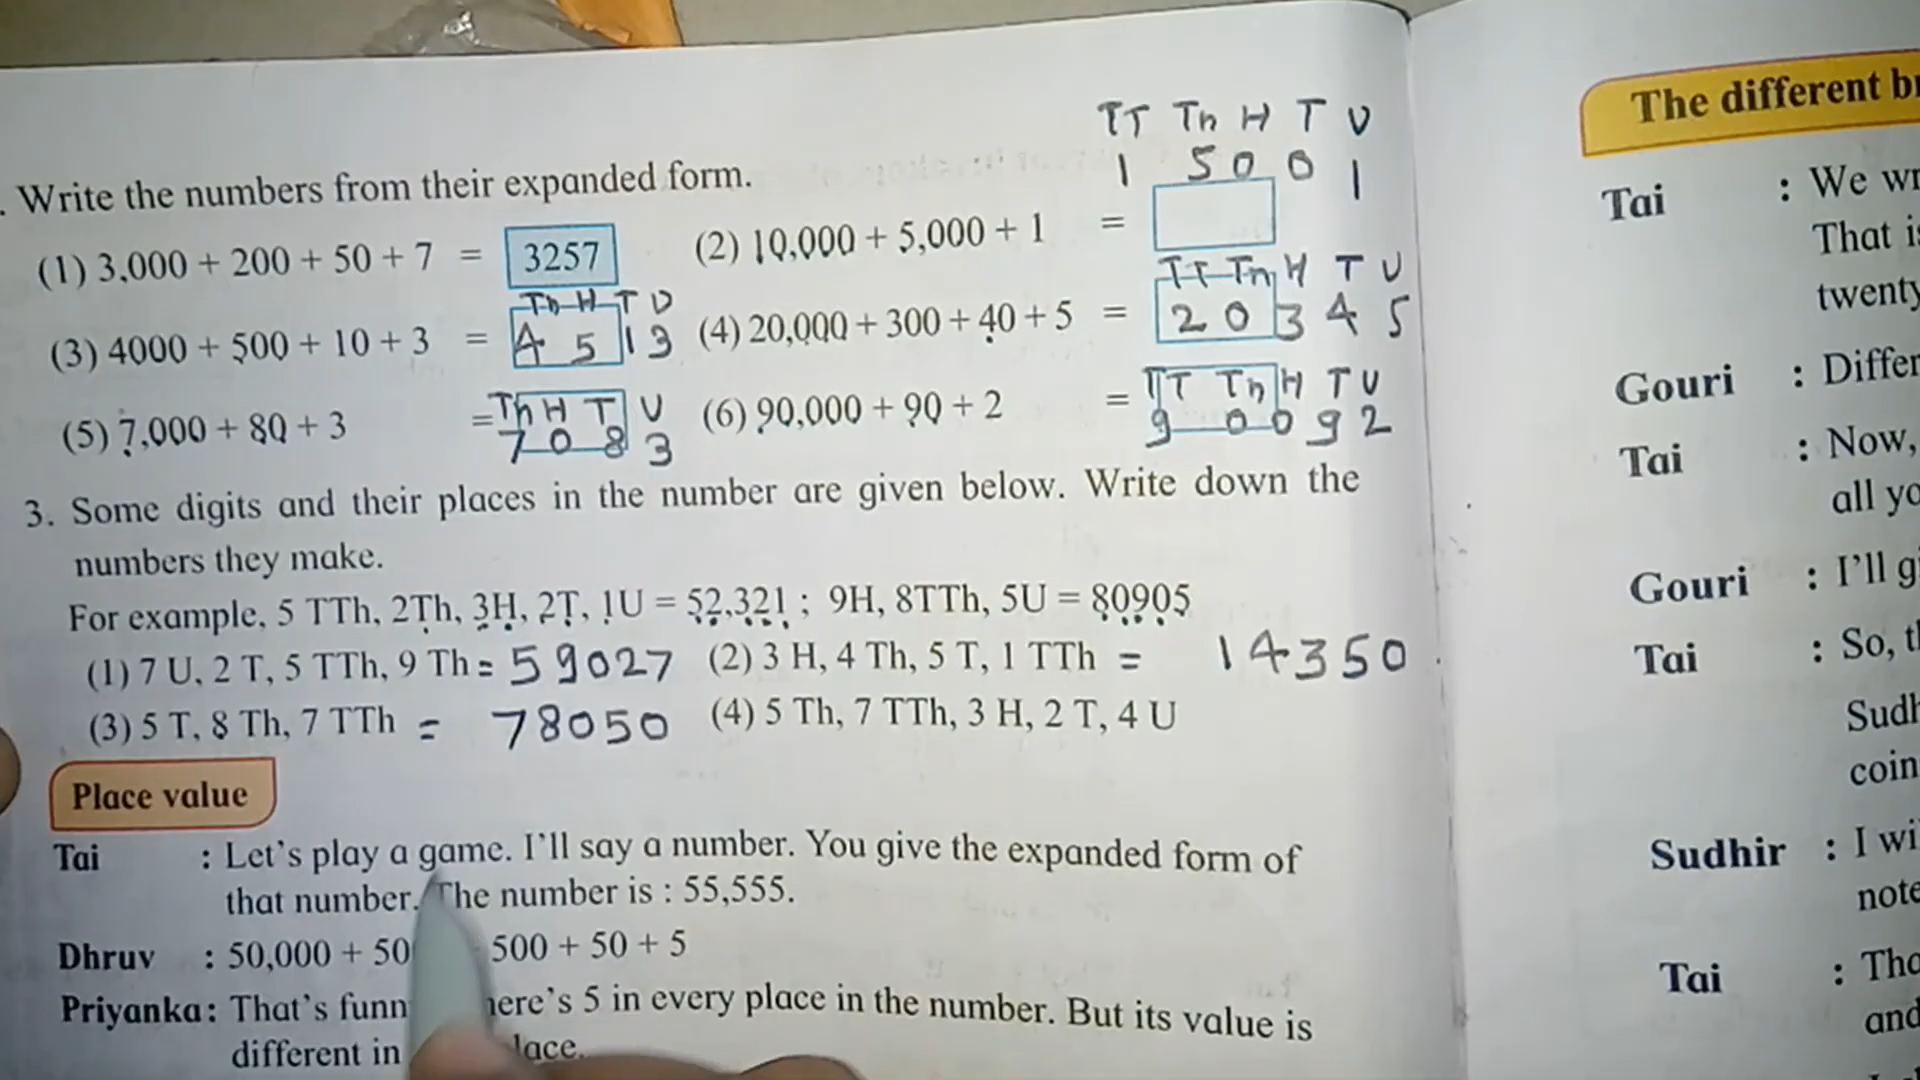 TT Th H T U
. Write the numbers from their expanded form.
1 5 0 0 1
(1) 3,000 + 200 + 50 + 7 = 3257 (2) 10,000 + 5,000 + 1 =
Th H T U TT Th H T U
(3) 4000 + 500 + 10 + 3 = 4 5 1 3 (4) 20,000 + 300 + 40 + 5 = 2 0 3 4 5
Th H T U TT Th H T U
(5) 7,000 + 80 + 3 = 7 0 8 3 (6) 90,000 + 90 + 2 = 9 0 0 9 2
3. Some digits and their places in the number are given below. Write down the
numbers they make.
For example, 5 TTh, 2Th, 3H, 2T, 1U = 52,321 ; 9H, 8TTh, 5U = 80905
(1) 7 U, 2 T, 5 TTh, 9 Th = 59027 (2) 3 H, 4 Th, 5 T, 1 TTh = 14350
(3) 5 T, 8 Th, 7 TTh = 78050 (4) 5 Th, 7 TTh, 3 H, 2 T, 4 U
Place value
Tai : Let's play a game. I'll say a number. You give the expanded form of
that number. The number is : 55,555.
Dhruv : 50,000 + 50 500 + 50 + 5
Priyanka : That's funn here's 5 in every place in the number. But its value is
different in lace.
The different
Tai : We
That
twenty
Gouri : Differ
Tai : Now,
all
Gouri : I'll
Tai : So,
Sudh
coin
Sudhir : I wi
note
Tai : Tha
and